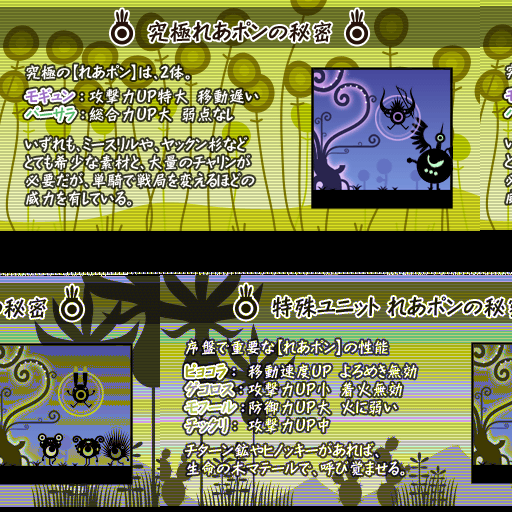 究極れあポンの秘密
究極の【れあポン】は、2体。
モギュン：攻撃力UP特大 移動遅い
バーサラ：総合力UP大 弱点なし
いずれも、ミースリルや、ヤックン杉など
とても希少な素材と、大量のチャリンが
必要だが、単騎で戦局を変えるほどの
威力を有している。
の秘密
特殊ユニット れあポンの秘
序盤で重要な【れあポン】の性能
ピョコラ：移動速度UP よろめき無効
ゲコロス：攻撃力UP小 着火無効
モフール：防御力UP大 火に弱い
チックリ：攻撃力UP中
チターン鉱やヒノッキーがあれば、
生命の木マテールで、呼び覚ませる。